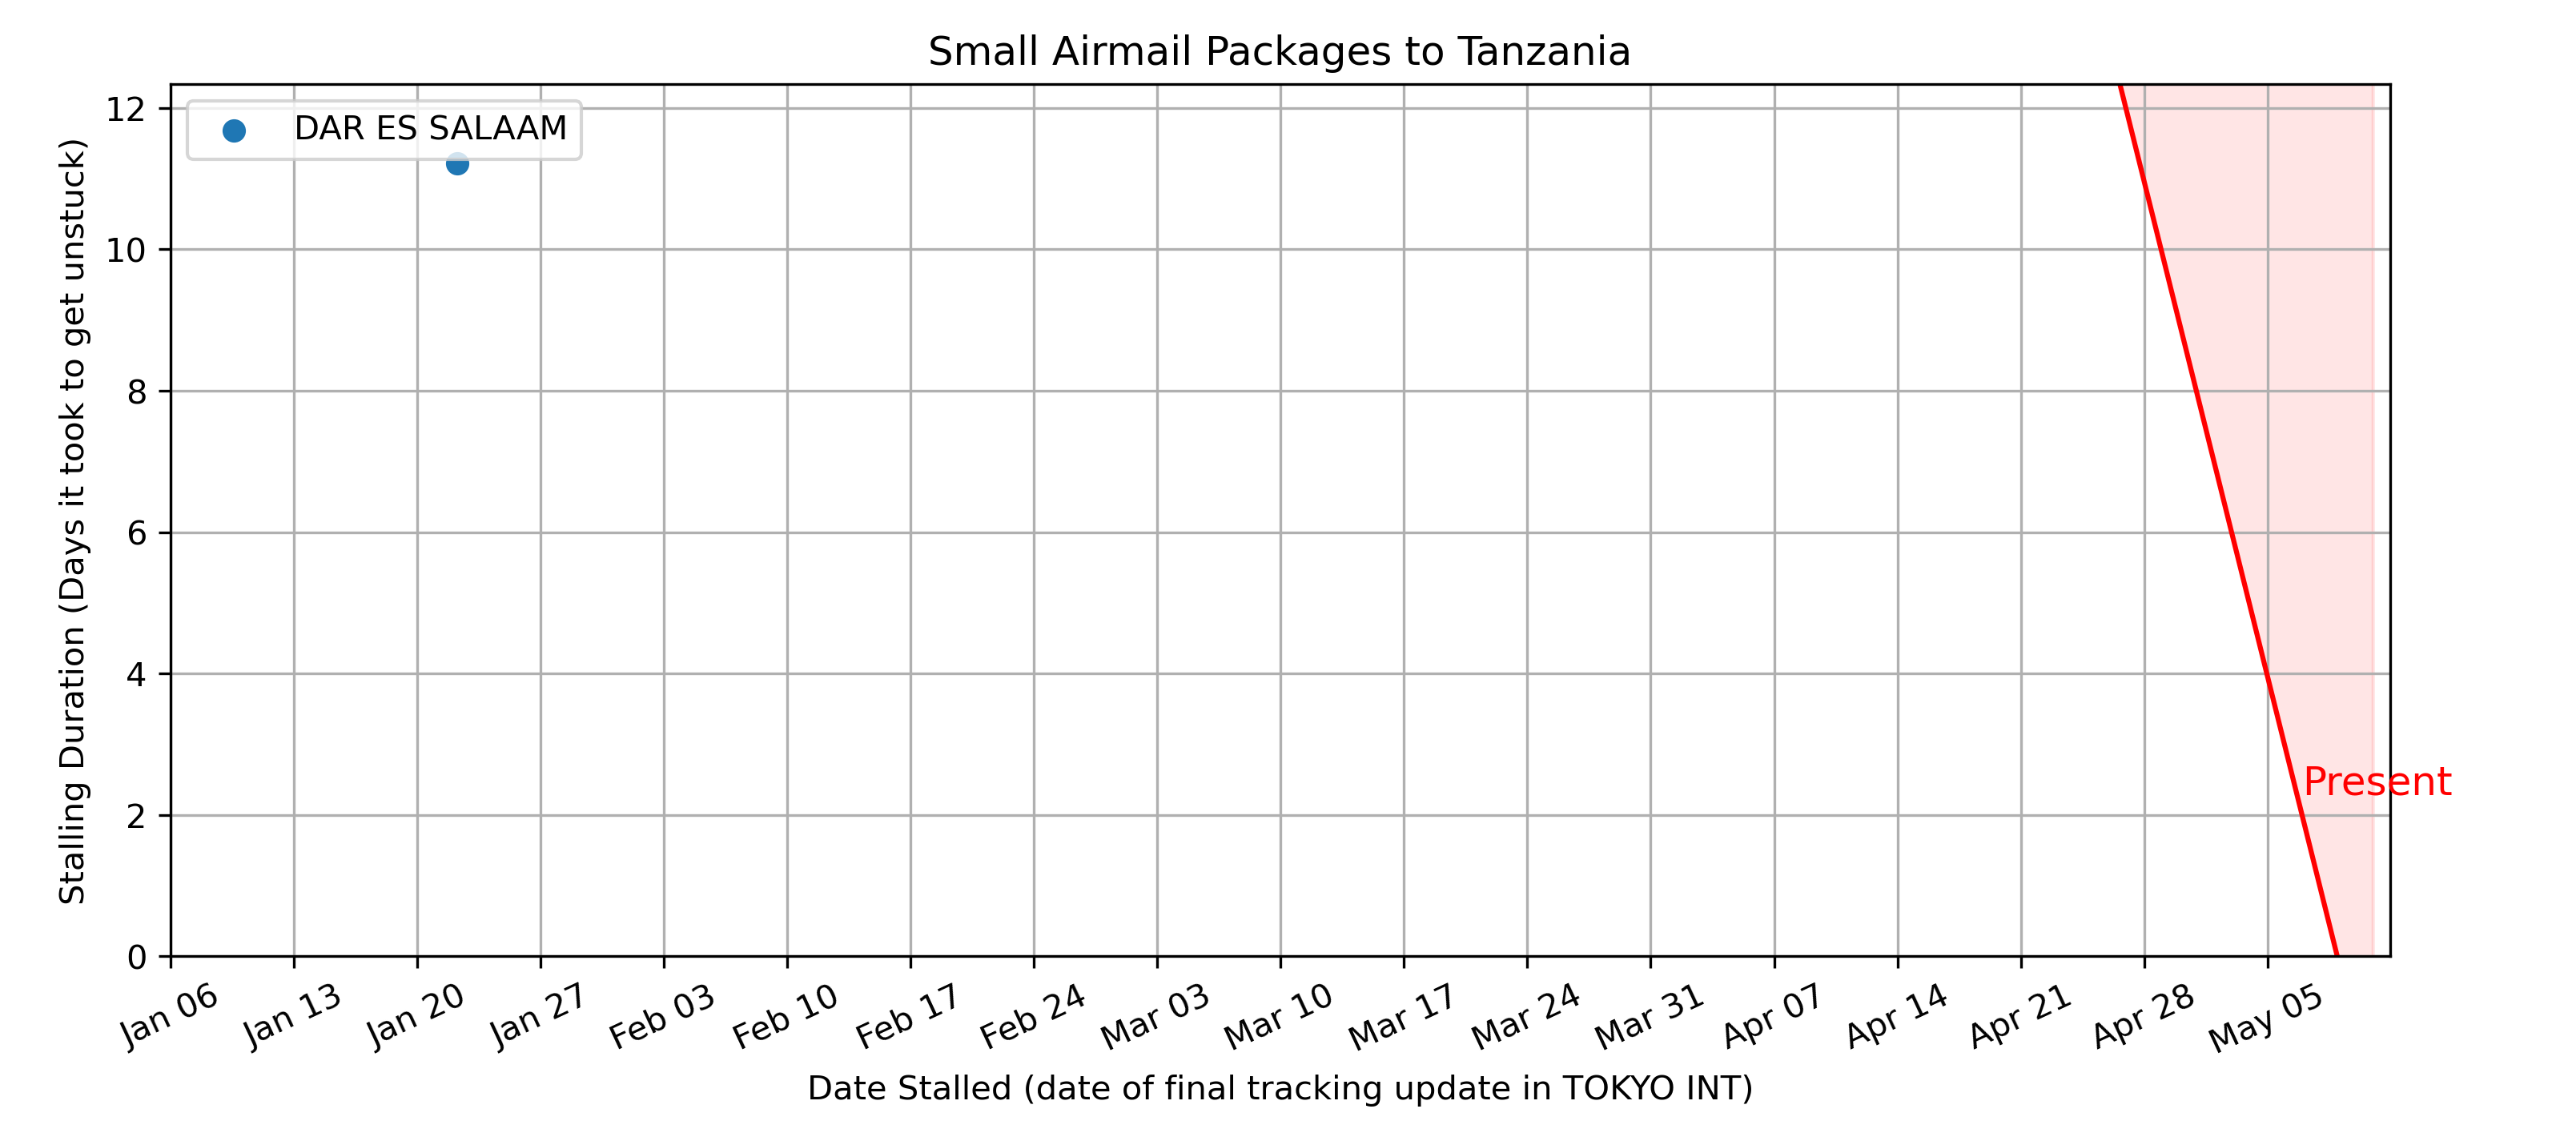 Small Airmail Packages to Tanzania
DAR ES SALAAM
12
10
8
6
4
2
0
Stalling Duration (Days it took to get unstuck)
Present
Jan 06
Jan 13
Jan 20
Jan 27
Feb 03
Feb 10
Feb 17
Feb 24
Mar 03
Mar 10
Mar 17
Mar 24
Mar 31
Apr 07
Apr 14
Apr 21
Apr 28
May 05
Date Stalled (date of final tracking update in TOKYO INT)